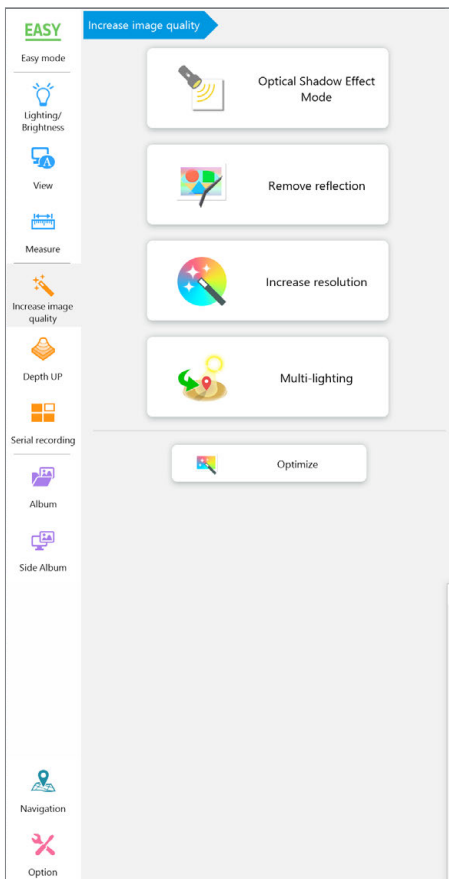 EASY
Easy mode
Lighting/
Brightness
A
View
Measure
Increase image
quality
Depth UP
Serial recording
Album
Side Album
Navigation
Option
Increase image quality
Optical Shadow Effect
Mode
Remove reflection
Increase resolution
Multi-lighting
Optimize